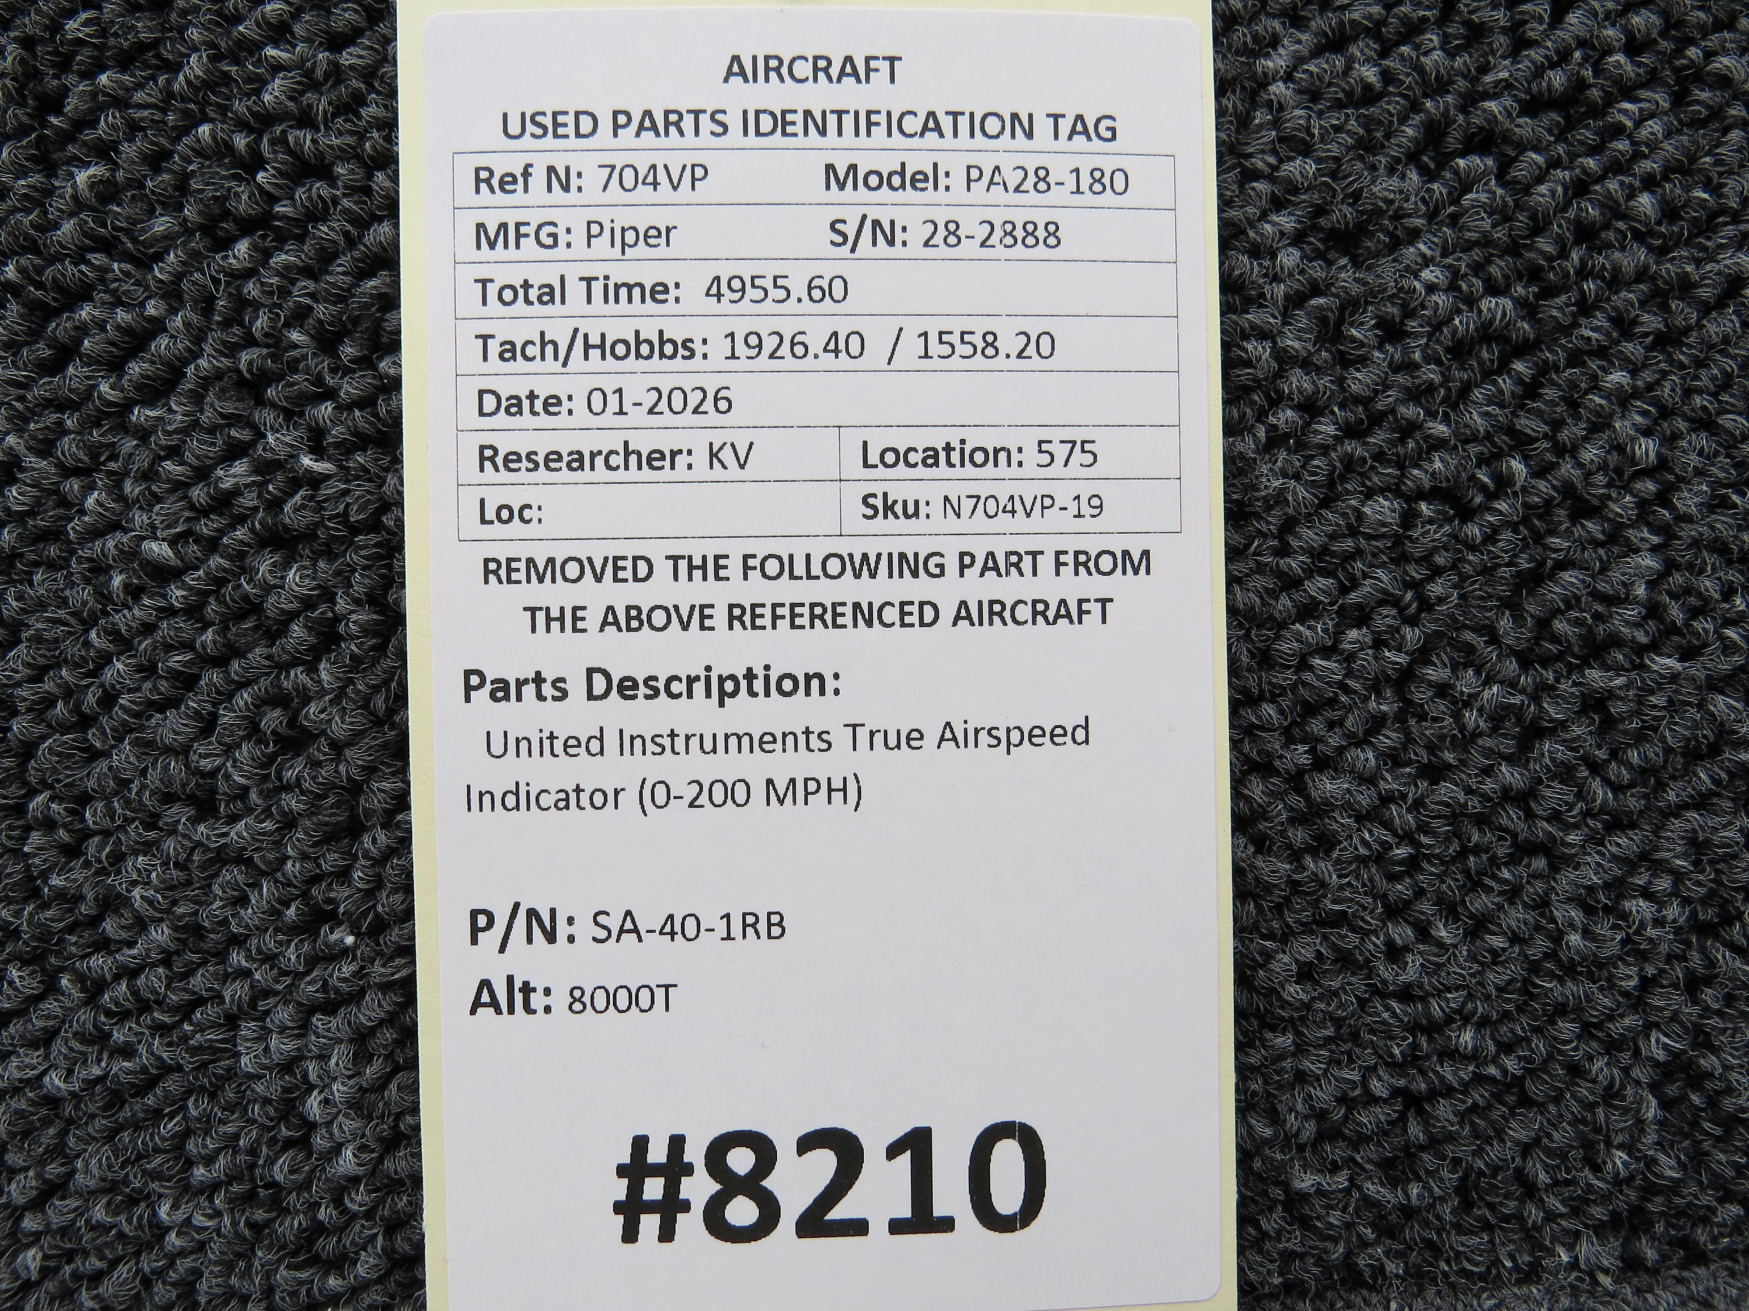 AIRCRAFT
USED PARTS IDENTIFICATION TAG
Ref N: 704VP Model: PA28-180
MFG: Piper S/N: 28-2888
Total Time: 4955.60
Tach/Hobbs: 1926.40 / 1558.20
Date: 01-2026
Researcher: KV Location: 575
Loc: Sku: N704VP-19
REMOVED THE FOLLOWING PART FROM
THE ABOVE REFERENCED AIRCRAFT
Parts Description:
United Instruments True Airspeed
Indicator (0-200 MPH)
P/N: SA-40-1RB
Alt: 8000T
#8210